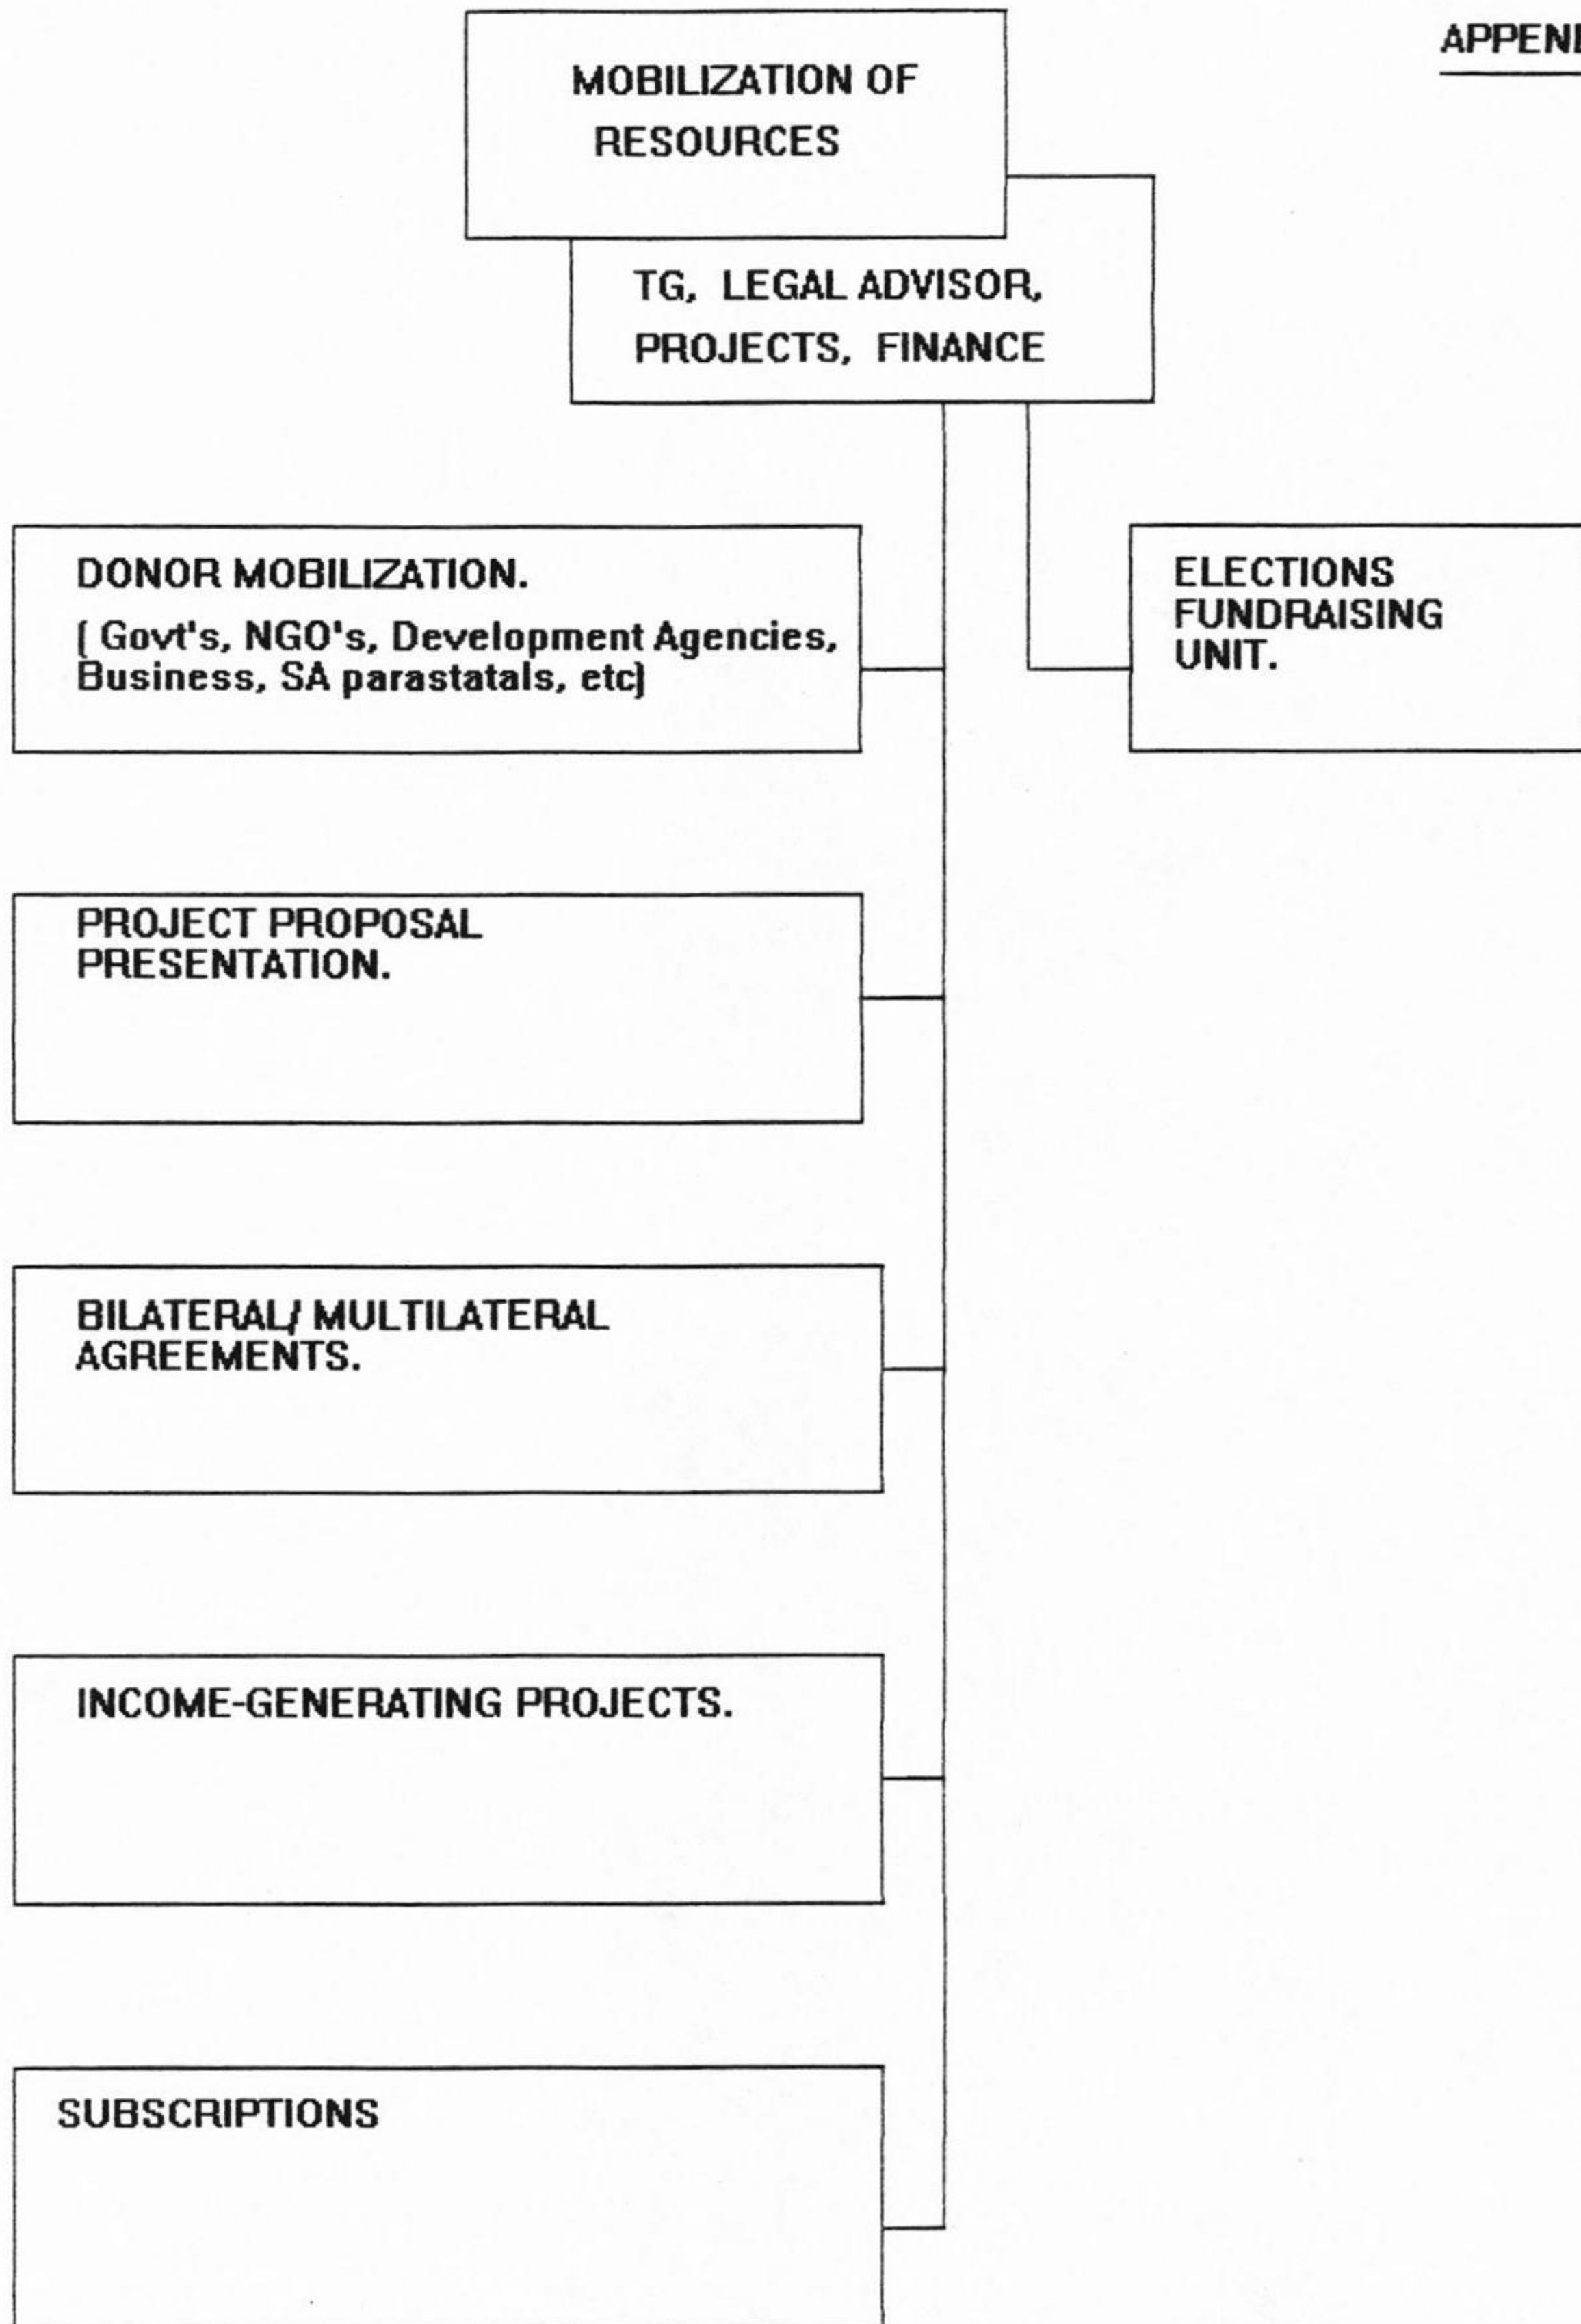 MOBILIZATION OF
RESOURCES
TG, LEGAL ADVISOR,
PROJECTS, FINANCE
DONOR MOBILIZATION.
( Govt's, NGO's, Development Agencies,
Business, SA parastatals, etc)
ELECTIONS
FUNDRAISING
UNIT.
PROJECT PROPOSAL
PRESENTATION.
BILATERAL/ MULTILATERAL
AGREEMENTS.
INCOME-GENERATING PROJECTS.
SUBSCRIPTIONS